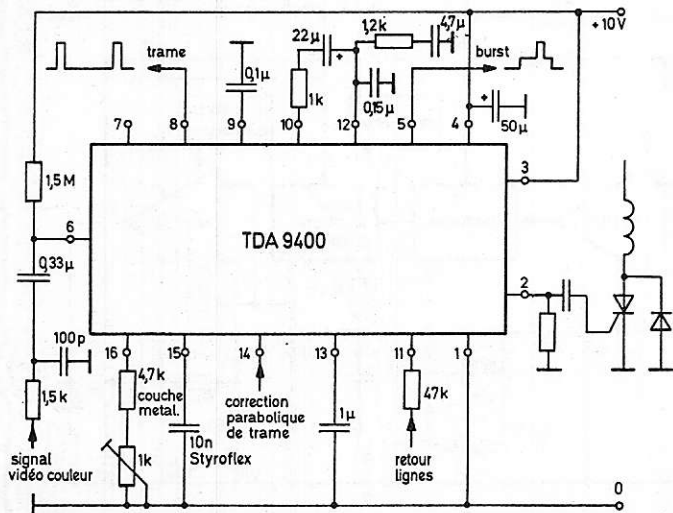 +10V
trame
22µ
+
1,2k
4,7µ
burst
0,1µ
1k
0,15µ
+
50µ
7
8
9
10
12
5
4
1,5M
3
6
TDA 9400
0,33µ
2
100p
16
15
14
13
11
1
4,7k
couche
metal.
1,5k
correction
parabolique
de trame
1µ
47k
10n
Styroflex
1k
signal
vidéo couleur
retour
lignes
0